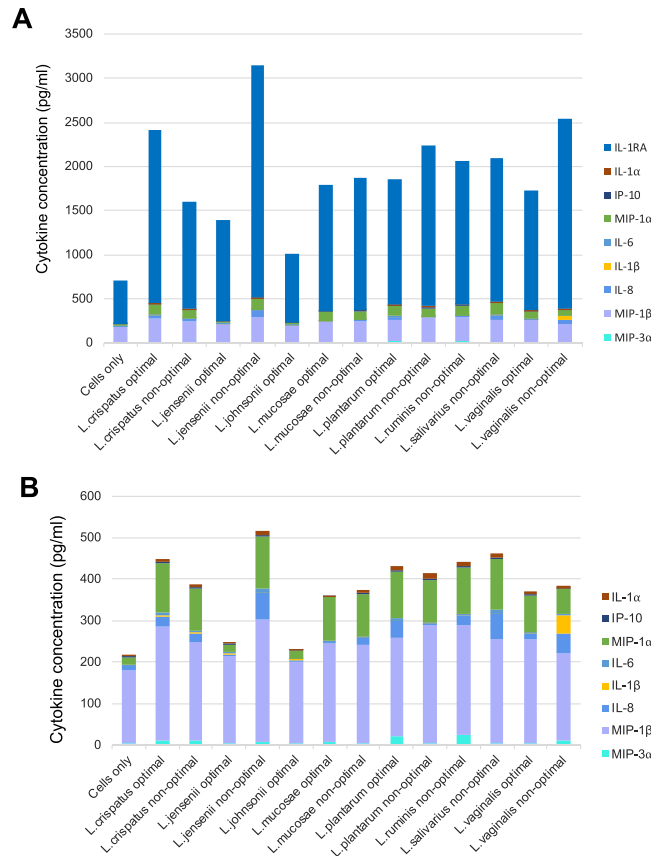 A
Cytokine concentration (pg/ml)
3500
3000
2500
2000
1500
1000
500
0
Cells only
L.crispatus optimal
L.crispatus non-optimal
L.jensenii optimal
L.jensenii non-optimal
L.johnsonii optimal
L.mucosae optimal
L.mucosae non-optimal
L.plantarum optimal
L.plantarum non-optimal
L.ruminis non-optimal
L.salivarius non-optimal
L.vaginalis optimal
L.vaginalis non-optimal
IL-1RA
IL-1α
IP-10
MIP-1α
IL-6
IL-1β
IL-8
MIP-1β
MIP-3α
B
Cytokine concentration (pg/ml)
600
500
400
300
200
100
0
Cells only
L.crispatus optimal
L.crispatus non-optimal
L.jensenii optimal
L.jensenii non-optimal
L.johnsonii optimal
L.mucosae optimal
L.mucosae non-optimal
L.plantarum optimal
L.plantarum non-optimal
L.ruminis non-optimal
L.salivarius non-optimal
L.vaginalis optimal
L.vaginalis non-optimal
IL-1α
IP-10
MIP-1α
IL-6
IL-1β
IL-8
MIP-1β
MIP-3α